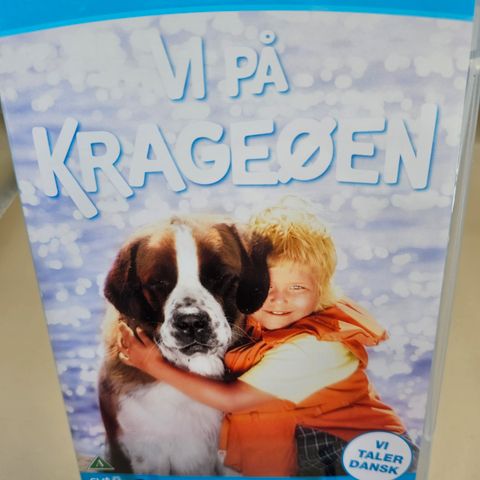 VI PÅ
KRAGEØEN
VI
TALER
DANSK